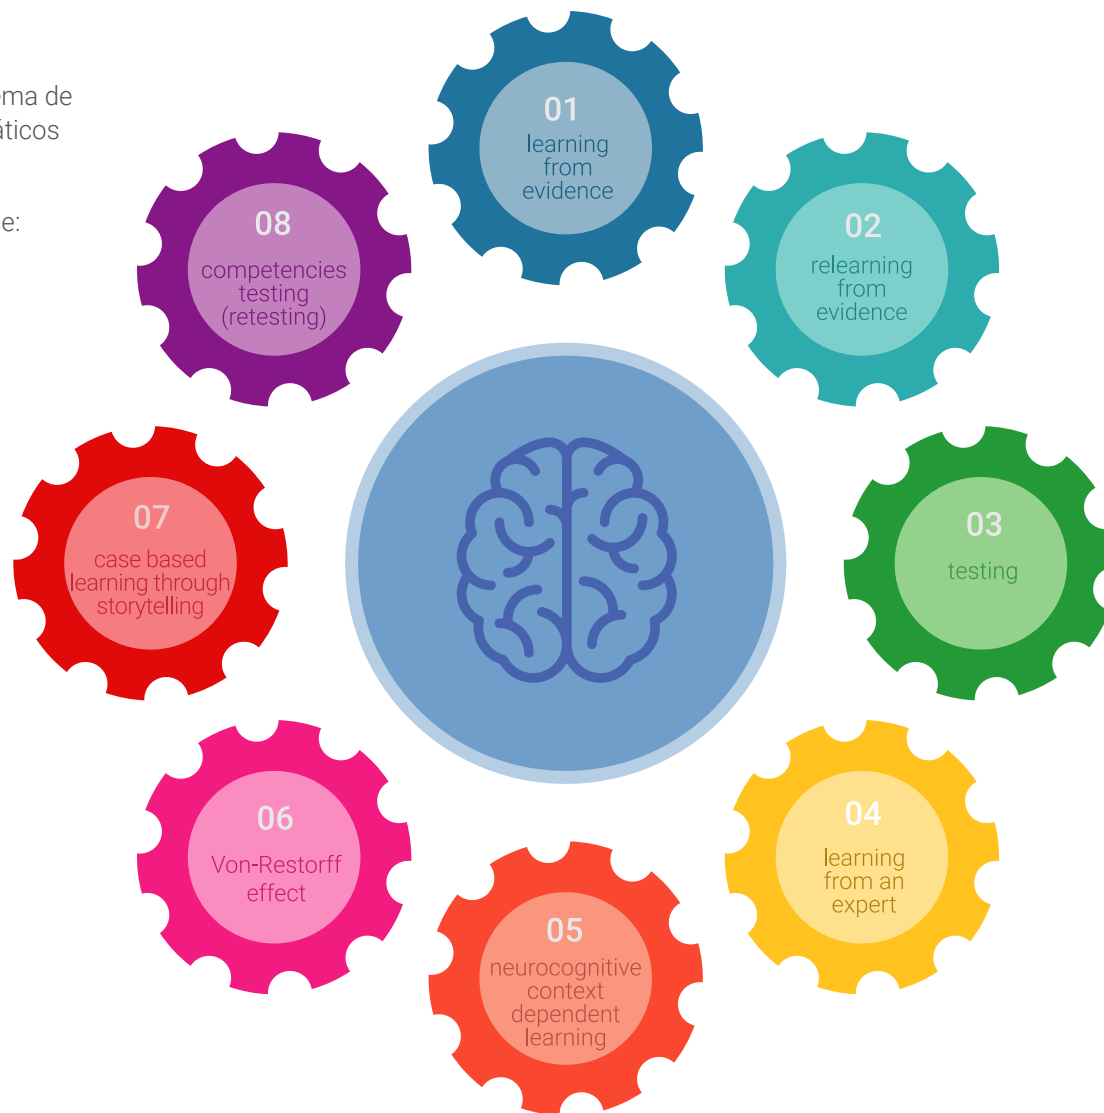 ema de
áticos
e:
01
learning
from
evidence
02
relearning
from
evidence
03
testing
04
learning
from an
expert
05
neurocognitive
context
dependent
learning
06
Von-Restorff
effect
07
case based
learning through
storytelling
08
competencies
testing
(retesting)